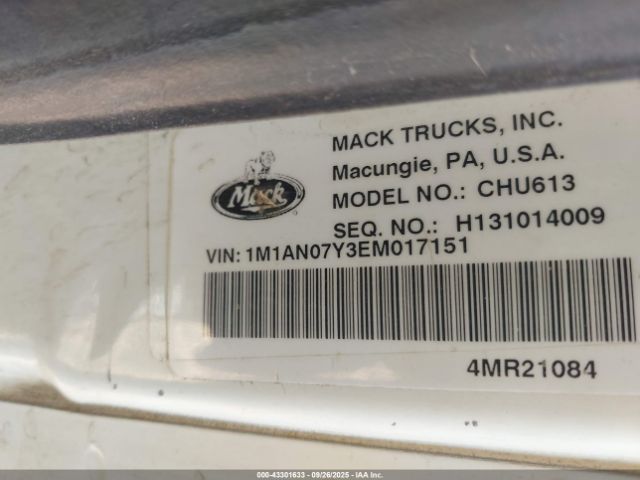 MACK TRUCKS, INC.
Macungie, PA, U.S.A.
Mack
MODEL NO.: CHU613
SEQ. NO.: H131014009
VIN: 1M1AN07Y3EM017151
4MR21084
000-43301633 - 09/26/2025 - IAA Inc.